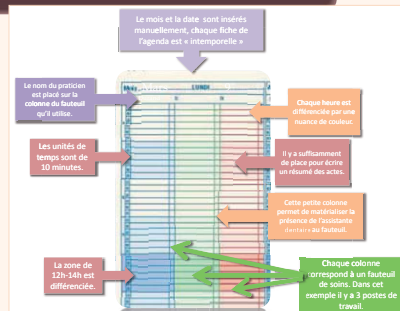 Le mois et la date sont insérés
manuellement, chaque fiche de
l'agenda est « intemporelle »
LUNDI
Le nom du praticien
est placé sur la
colonne du fauteuil
qu'il utilise.
Chaque heure est
différenciée par une
nuance de couleur.
Les unités de
temps sont de
10 minutes.
Il y a suffisamment
de place pour écrire
un résumé des actes.
Cette petite colonne
permet de matérialiser la
présence de l'assistante
dentaire au fauteuil.
La zone de
12h-14h est
différenciée.
Chaque colonne
correspond à un fauteuil
de soins. Dans cet
exemple il y a 3 postes de
travail.